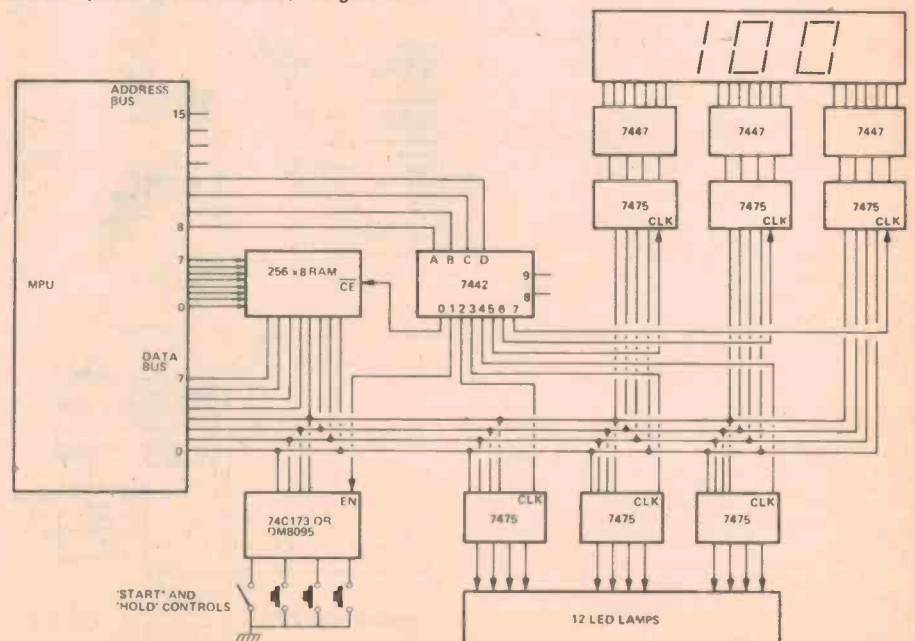 100
ADDRESS
BUS
15
7447
7447
7447
7475
CLK
7475
CLK
7475
CLK
8
A B C D
7
256 x 8 RAM
CE
7442
9
8
MPU
0 1 2 3 4 5 6 7
0
DATA
BUS
7
0
EN
74C173 OR
DM8095
CLK
7475
CLK
7475
CLK
7475
'START' AND
'HOLD' CONTROLS
12 LED LAMPS